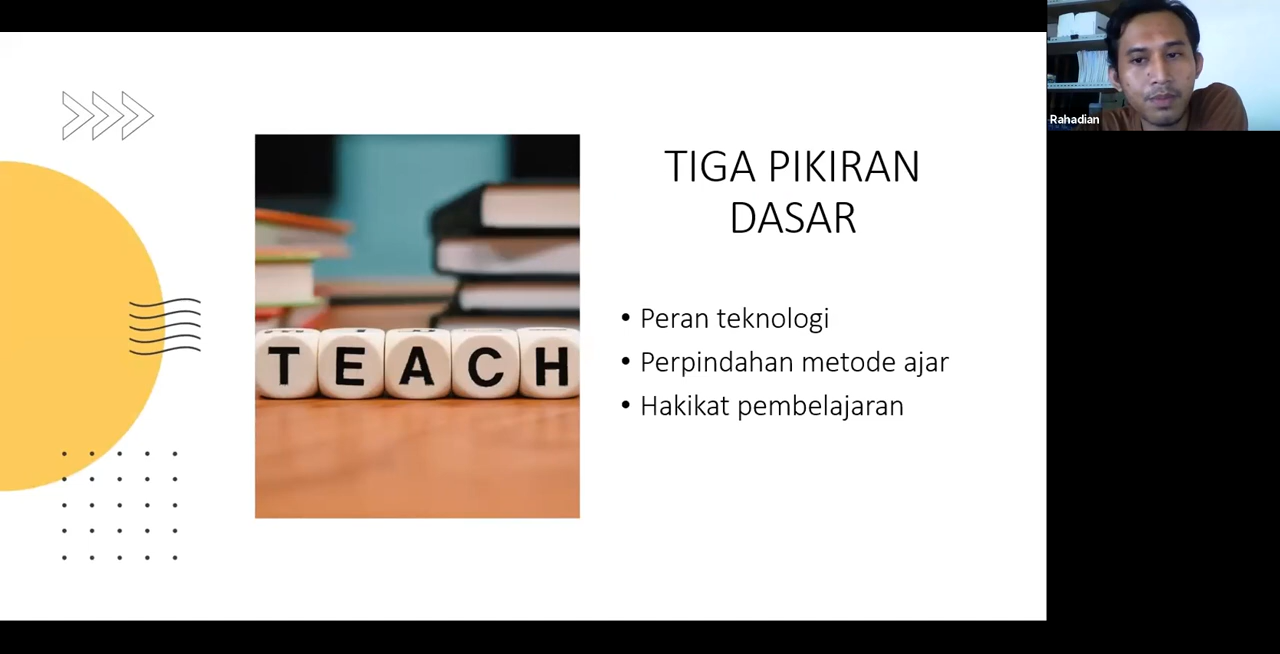 TIGA PIKIRAN
DASAR
• Peran teknologi
• Perpindahan metode ajar
• Hakikat pembelajaran
TEACH
Rahadian